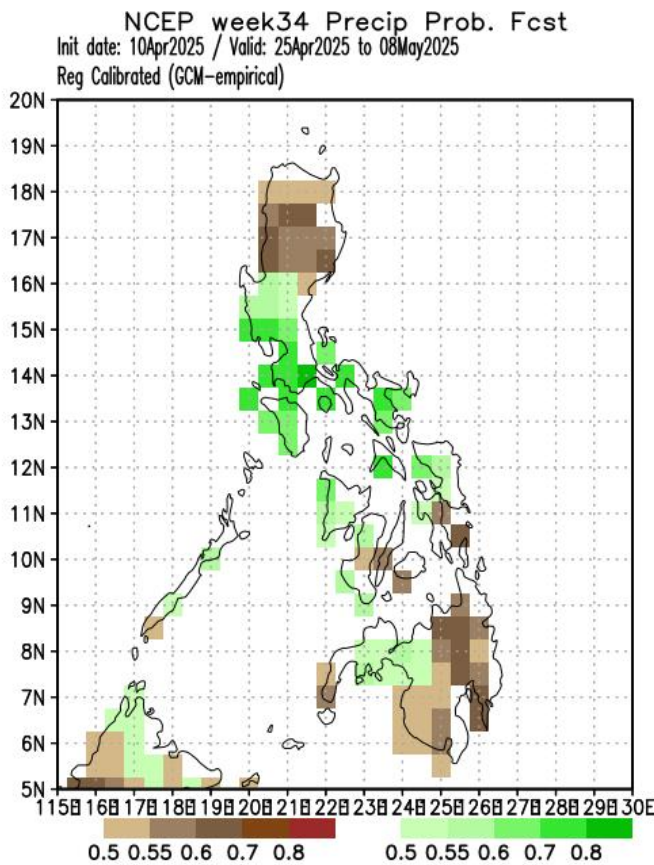 NCEP week34 Precip Prob. Fcst
Init date: 10Apr2025 / Valid: 25Apr2025 to 08May2025
Reg Calibrated (GCM-empirical)
20N
19N
18N
17N
16N
15N
14N
13N
12N
11N
10N
9N
8N
7N
6N
5N
115E 116E 117E 118E 119E 120E 121E 122E 123E 124E 125E 126E 127E 128E 129E 130E
0.5 0.55 0.6 0.7 0.8 0.5 0.55 0.6 0.7 0.8